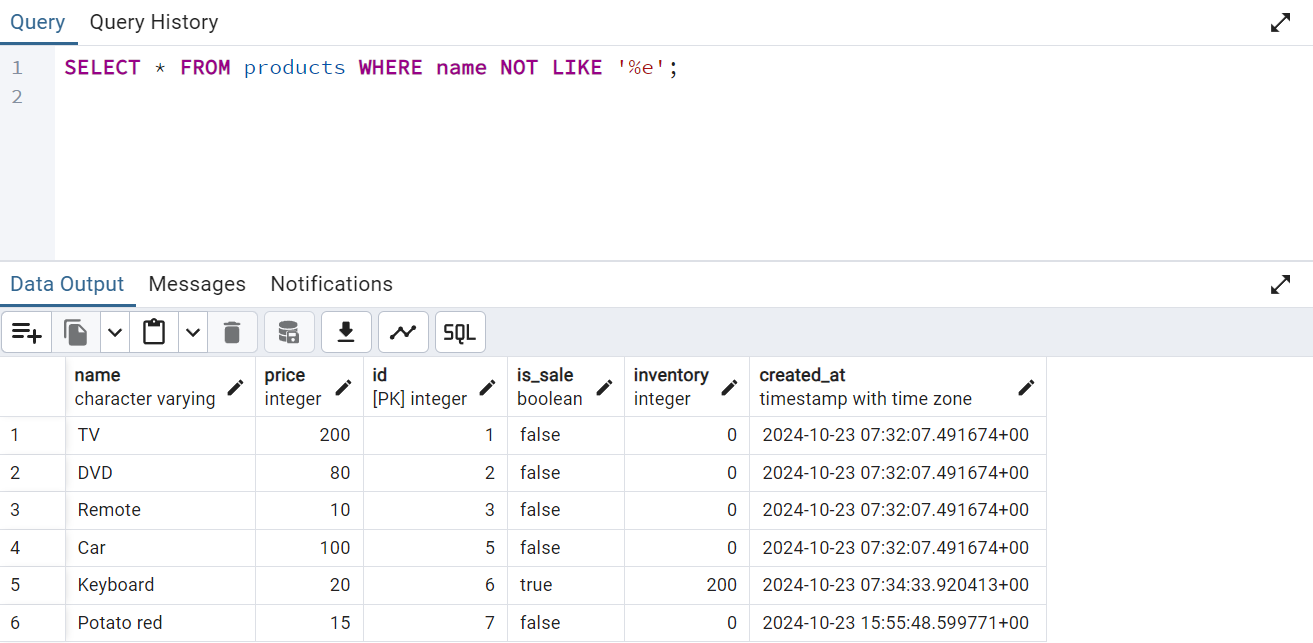 Query Query History
1 SELECT * FROM products WHERE name NOT LIKE '%e';
2
Data Output Messages Notifications
SQL
name price id is_sale inventory created_at
character varying integer [PK] integer boolean integer timestamp with time zone
1 TV 200 1 false 0 2024-10-23 07:32:07.491674+00
2 DVD 80 2 false 0 2024-10-23 07:32:07.491674+00
3 Remote 10 3 false 0 2024-10-23 07:32:07.491674+00
4 Car 100 5 false 0 2024-10-23 07:32:07.491674+00
5 Keyboard 20 6 true 200 2024-10-23 07:34:33.920413+00
6 Potato red 15 7 false 0 2024-10-23 15:55:48.599771+00